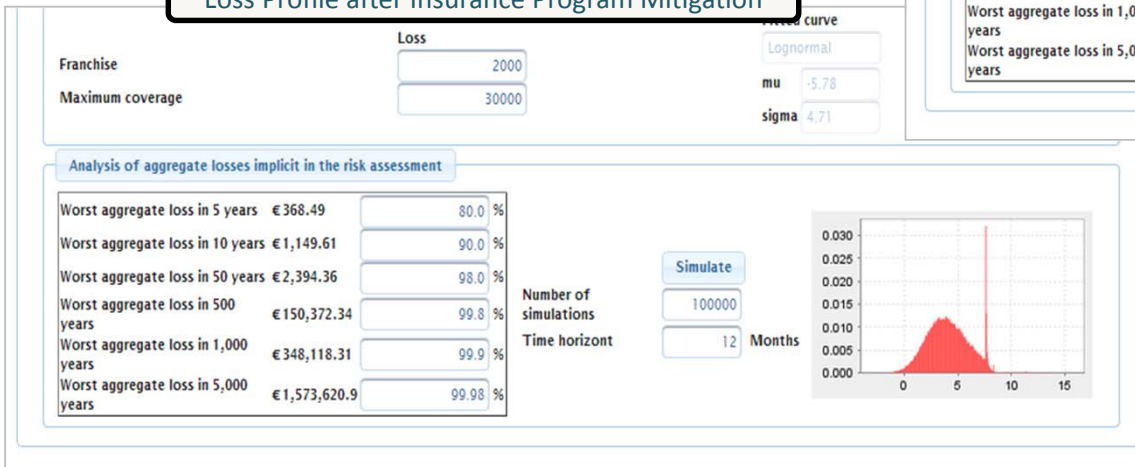 Loss Profile after Insurance Program Mitigation
Worst aggregate loss in 1,0
years
Worst aggregate loss in 5,0
years
Loss
curve
Franchise 2000
Lognormal
Maximum coverage 30000
mu -5.78
sigma 4.71
Analysis of aggregate losses implicit in the risk assessment
Worst aggregate loss in 5 years €368.49 80.0 %
Worst aggregate loss in 10 years €1,149.61 90.0 %
Worst aggregate loss in 50 years €2,394.36 98.0 %
Worst aggregate loss in 500
years €150,372.34 99.8 %
Worst aggregate loss in 1,000
years €348,118.31 99.9 %
Worst aggregate loss in 5,000
years €1,573,620.9 99.98 %
Simulate
Number of
simulations 100000
Time horizont 12 Months
0.030
0.025
0.020
0.015
0.010
0.005
0.000
0 5 10 15